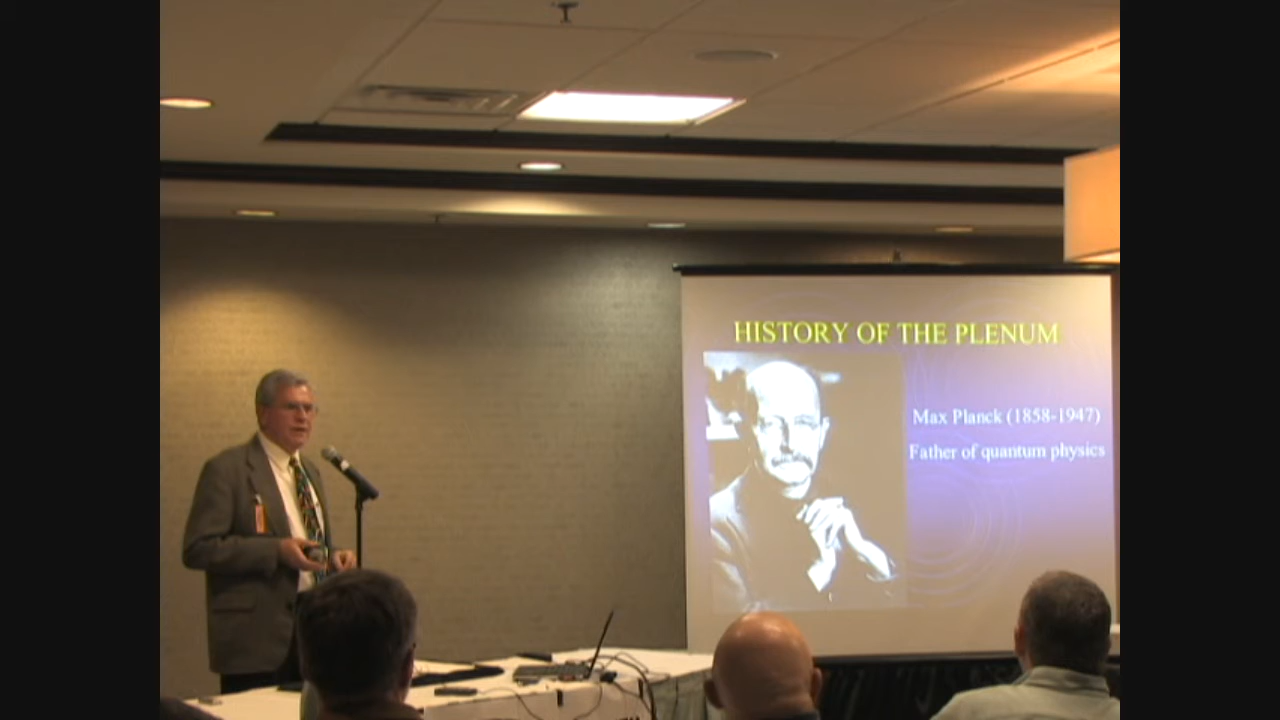 HISTORY OF THE PLENUM
Max Planck (1858-1947)
Father of quantum physics